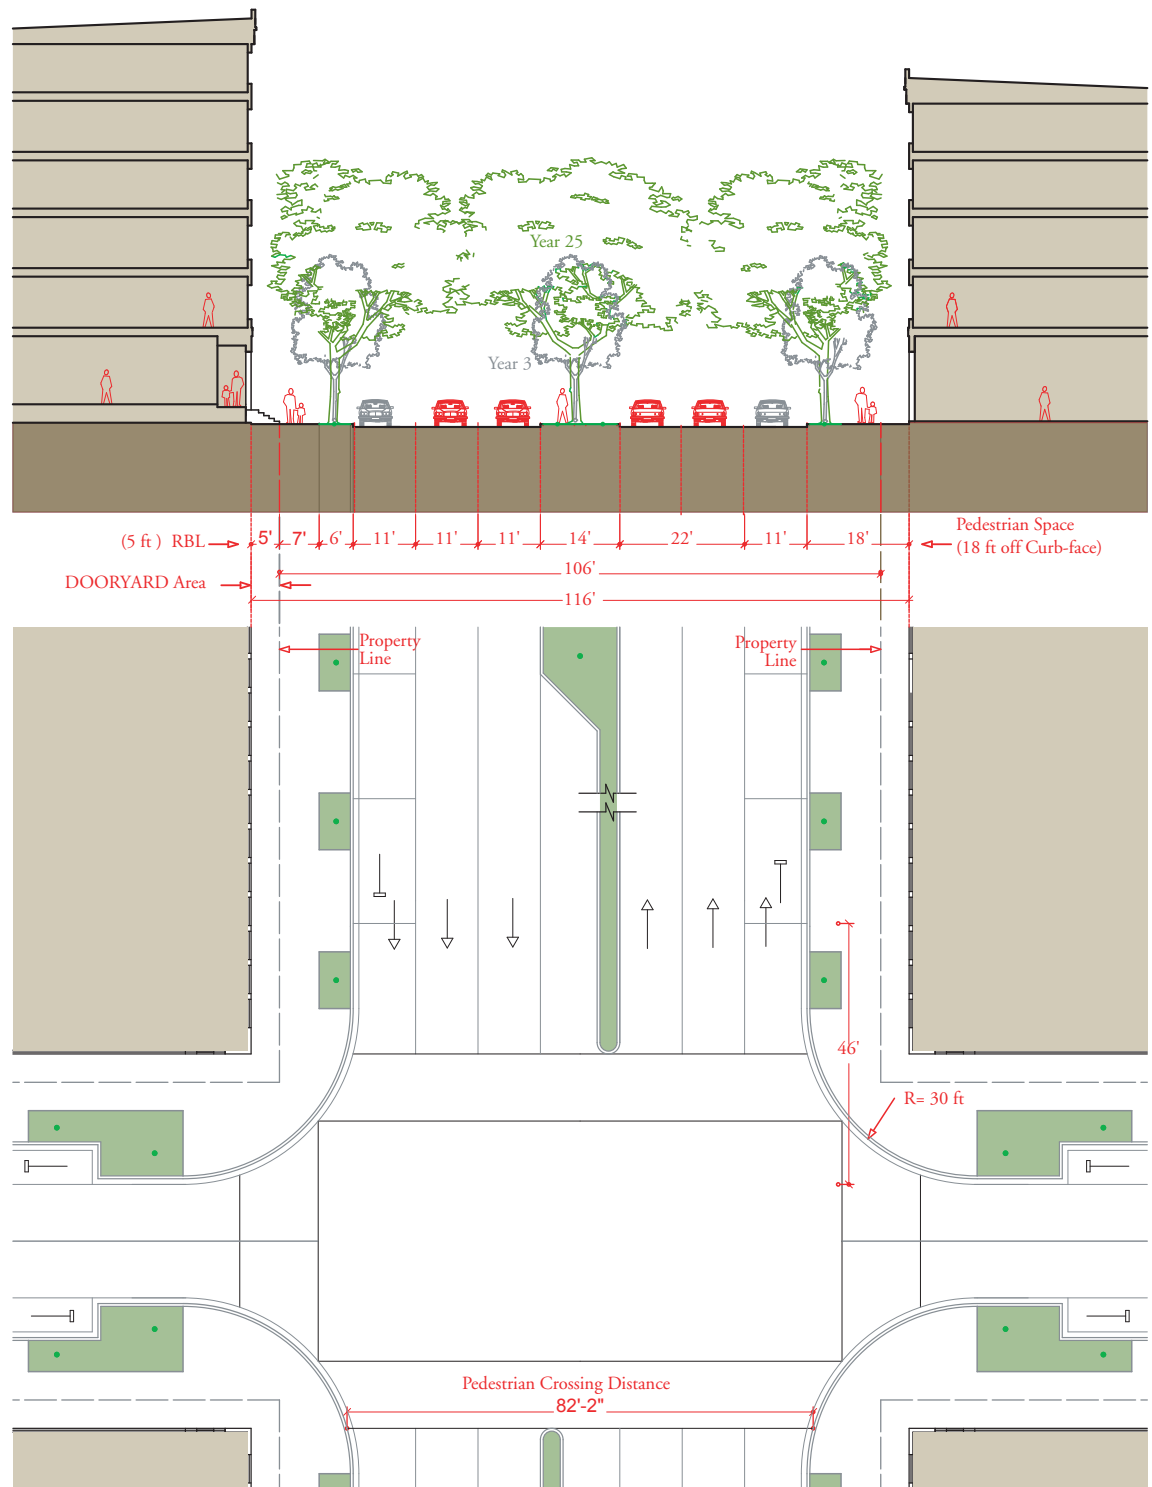 Year 25
Year 3
(5 ft ) RBL
5'
7'
6'
11'
11'
11'
14'
22'
11'
18'
Pedestrian Space
(18 ft off Curb-face)
106'
DOORYARD Area
116'
Property
Line
Property
Line
46'
R= 30 ft
Pedestrian Crossing Distance
82'-2"